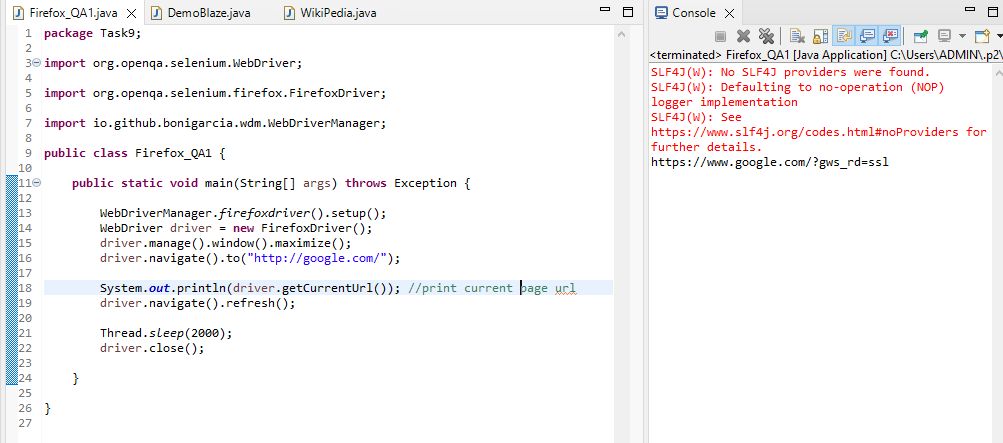 Firefox_QA1.java
DemoBlaze.java
WikiPedia.java
1 package Task9;
2
3 import org.openqa.selenium.WebDriver;
4
5 import org.openqa.selenium.firefox.FirefoxDriver;
6
7 import io.github.bonigarcia.wdm.WebDriverManager;
8
9 public class Firefox_QA1 {
10
11 public static void main(String[] args) throws Exception {
12
13 WebDriverManager.firefoxdriver().setup();
14 WebDriver driver = new FirefoxDriver();
15 driver.manage().window().maximize();
16 driver.navigate().to("http://google.com/");
17
18 System.out.println(driver.getCurrentUrl()); //print current page url
19 driver.navigate().refresh();
20
21 Thread.sleep(2000);
22 driver.close();
23
24 }
25
26 }
27
Console
<terminated> Firefox_QA1 [Java Application] C:\Users\ADMIN\.p2\
SLF4J(W): No SLF4J providers were found.
SLF4J(W): Defaulting to no-operation (NOP)
logger implementation
SLF4J(W): See
https://www.slf4j.org/codes.html#noProviders for
further details.
https://www.google.com/?gws_rd=ssl